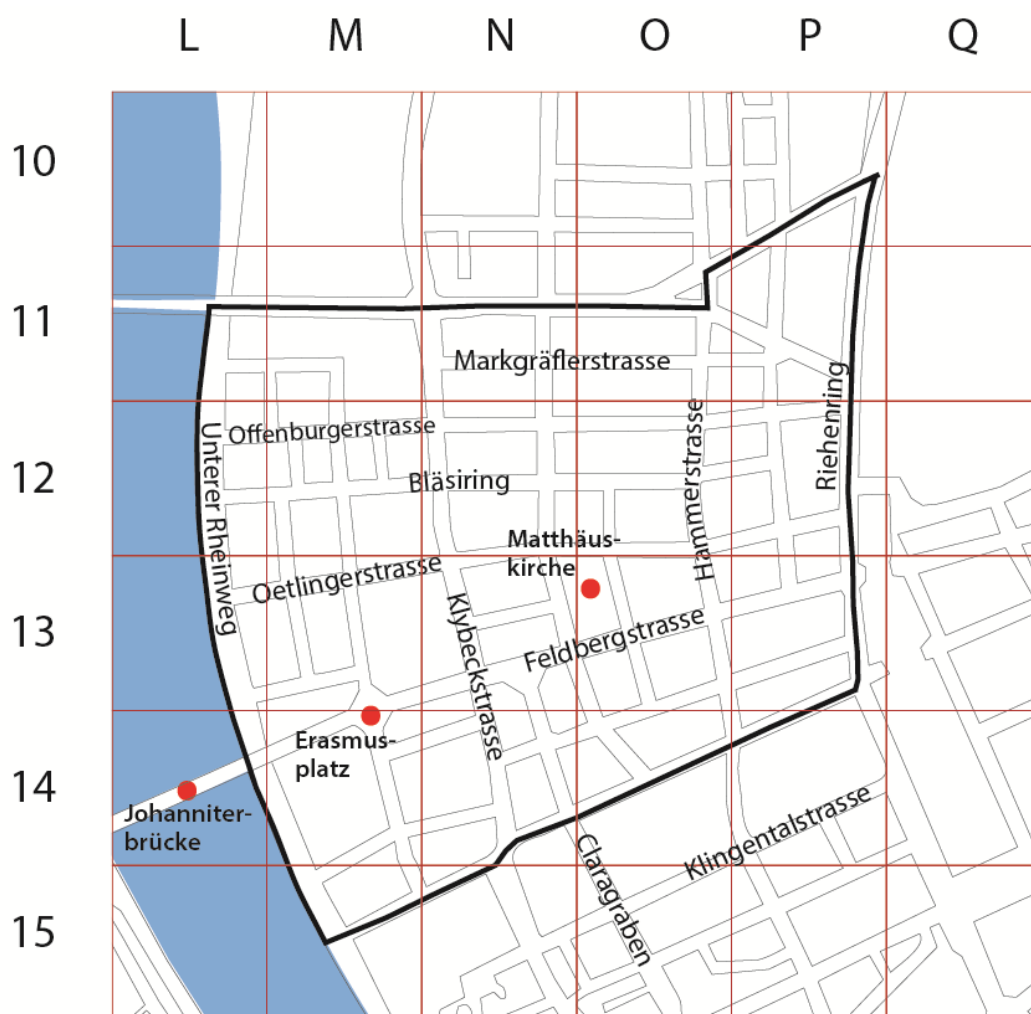 L M N O P Q
10
11
Markgräflerstrasse
Riehenring
Offenburgerstrasse
Hammerstrasse
Unterer Rheinweg
12
Bläsiring
Matthäus-
kirche
Oetlingerstrasse
13
Klybeckstrasse
Feldbergstrasse
Erasmus-
platz
14
Johanniter-
brücke
Klingentalstrasse
Claragraben
15